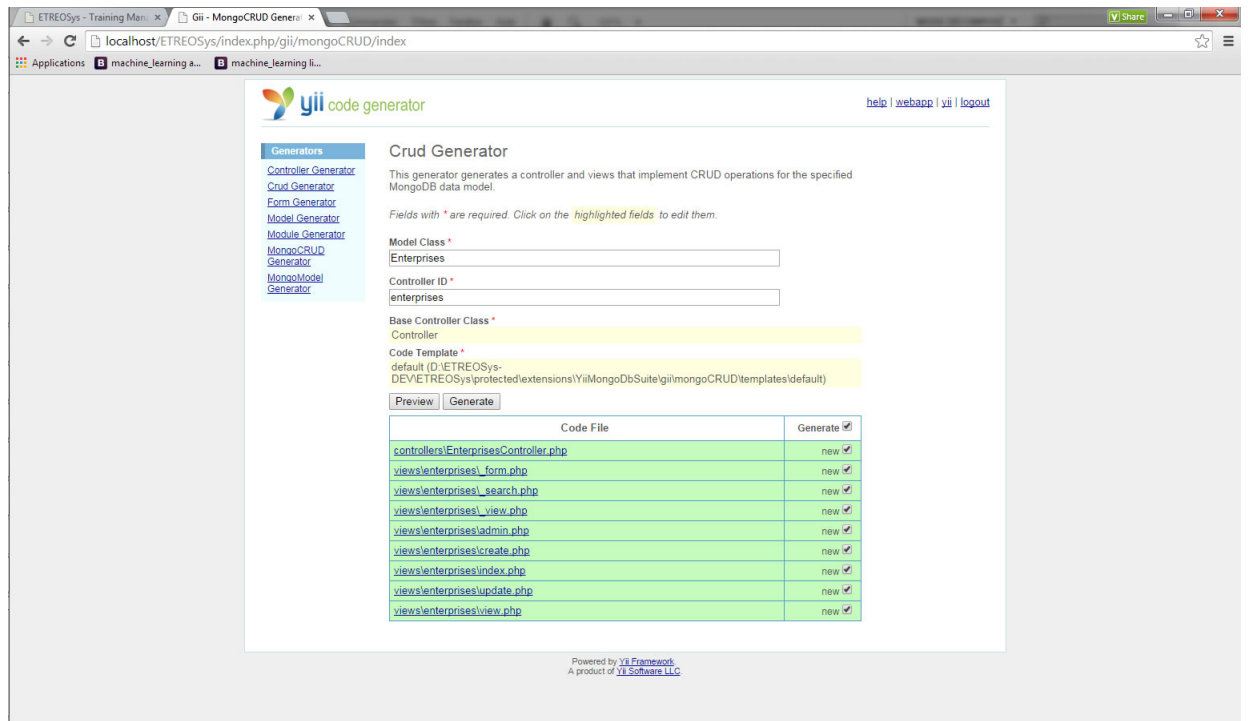 ETREOSys - Training Man
Gii - MongoCRUD Generat
Share
localhost/ETREOSys/index.php/gii/mongoCRUD/index
Applications
B machine_learning a...
B machine_learning li...
yii code generator
help | webapp | yii | logout
Generators
Controller Generator
Crud Generator
Form Generator
Model Generator
Module Generator
MongoCRUD
Generator
MongoModel
Generator
Crud Generator
This generator generates a controller and views that implement CRUD operations for the specified
MongoDB data model.
Fields with * are required. Click on the highlighted fields to edit them.
Model Class *
Enterprises
Controller ID *
enterprises
Base Controller Class *
Controller
Code Template *
default (D:\ETREOSys-
DEV\ETREOSys\protected\extensions\YiiMongoDbSuite\gii\mongoCRUD\templates\default)
Preview Generate
Code File Generate
controllers\EnterprisesController.php new
views\enterprises\_form.php new
views\enterprises\_search.php new
views\enterprises\_view.php new
views\enterprises\admin.php new
views\enterprises\create.php new
views\enterprises\index.php new
views\enterprises\update.php new
views\enterprises\view.php new
Powered by Yii Framework.
A product of Yii Software LLC.